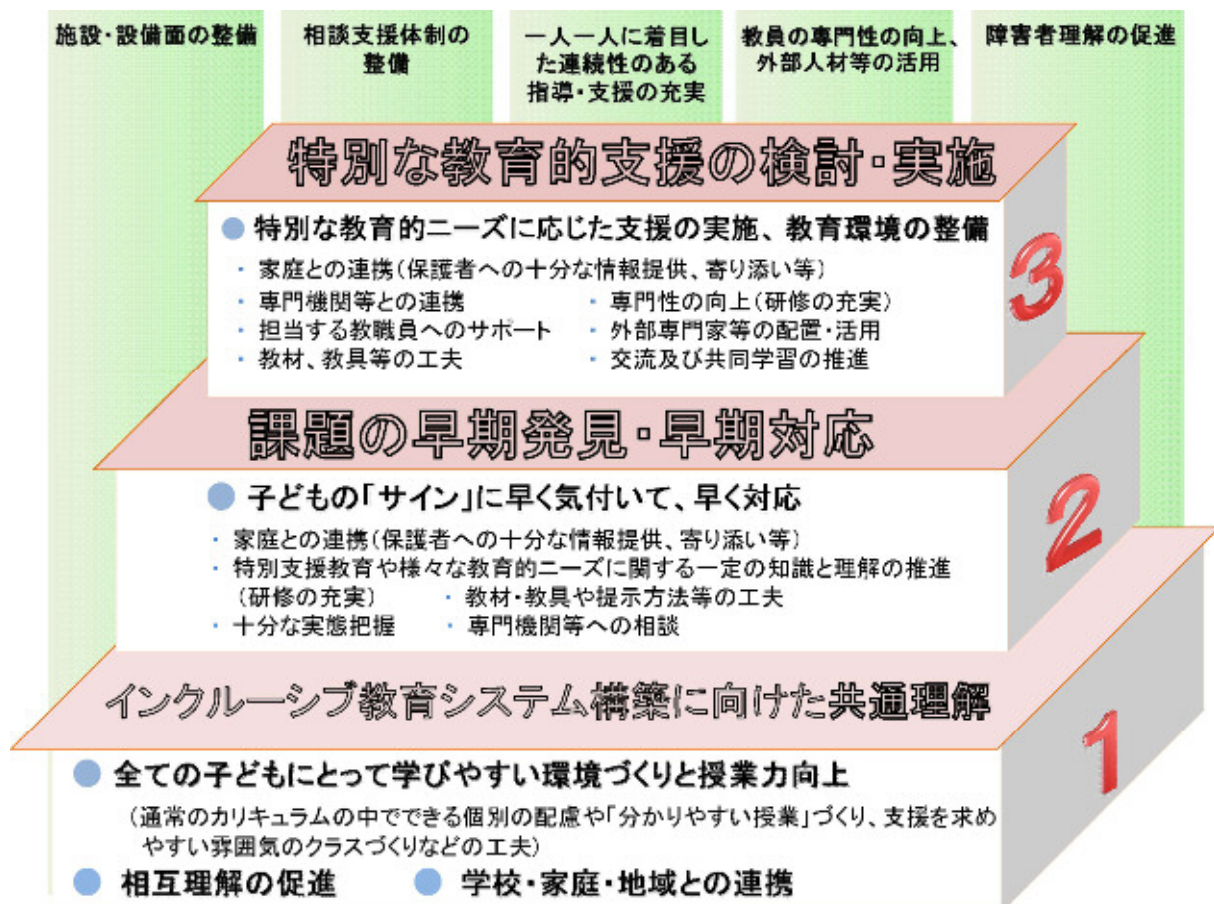 施設・設備面の整備
相談支援体制の
整備
一人一人に着目し
た連続性のある
指導・支援の充実
教員の専門性の向上、
外部人材等の活用
障害者理解の促進
特別な教育的支援の検討・実施
● 特別な教育的ニーズに応じた支援の実施、教育環境の整備
・ 家庭との連携(保護者への十分な情報提供、寄り添い等)
・ 専門機関等との連携 ・ 専門性の向上(研修の充実)
・ 担当する教職員へのサポート ・ 外部専門家等の配置・活用
・ 教材、教具等の工夫 ・ 交流及び共同学習の推進
3
課題の早期発見・早期対応
● 子どもの「サイン」に早く気付いて、早く対応
・ 家庭との連携(保護者への十分な情報提供、寄り添い等)
・ 特別支援教育や様々な教育的ニーズに関する一定の知識と理解の推進
(研修の充実) ・ 教材・教具や提示方法等の工夫
・ 十分な実態把握 ・ 専門機関等への相談
2
インクルーシブ教育システム構築に向けた共通理解
● 全ての子どもにとって学びやすい環境づくりと授業力向上
(通常のカリキュラムの中でできる個別の配慮や「分かりやすい授業」づくり、支援を求め
やすい雰囲気のクラスづくりなどの工夫)
● 相互理解の促進 ● 学校・家庭・地域との連携
1